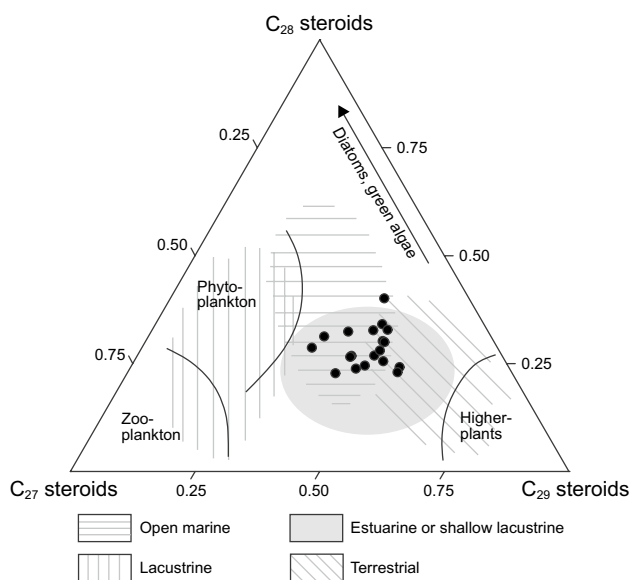 C28 steroids
0.25
0.75
Diatoms, green algae
0.50
0.50
Phyto-
plankton
0.75
0.25
Zoo-
plankton
Higher-
plants
C27 steroids
0.25
0.50
0.75
C29 steroids
Open marine
Estuarine or shallow lacustrine
Lacustrine
Terrestrial